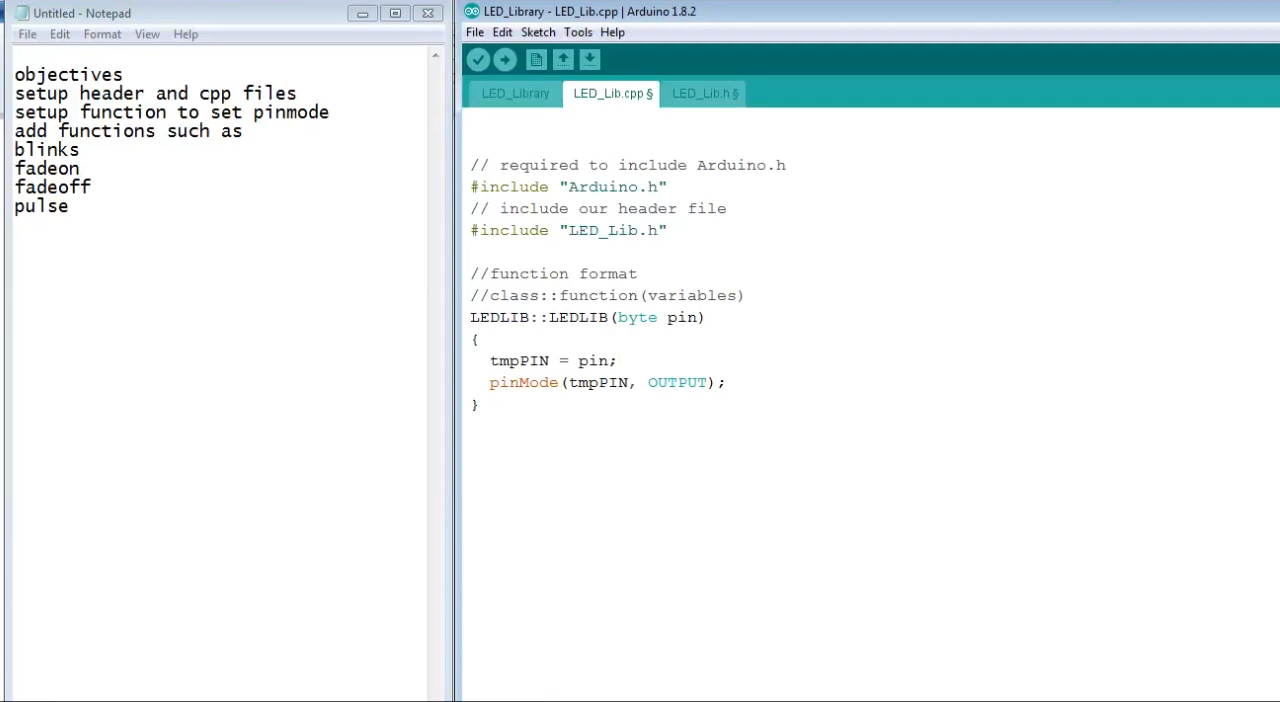 Untitled - Notepad
File Edit Format View Help
objectives
setup header and cpp files
setup function to set pinmode
add functions such as
blinks
fadeon
fadeoff
pulse
LED_Library - LED_Lib.cpp | Arduino 1.8.2
File Edit Sketch Tools Help
LED_Library LED_Lib.cpp § LED_Lib.h §
// required to include Arduino.h
#include "Arduino.h"
// include our header file
#include "LED_Lib.h"
//function format
//class::function(variables)
LEDLIB::LEDLIB(byte pin)
{
tmpPIN = pin;
pinMode(tmpPIN, OUTPUT);
}